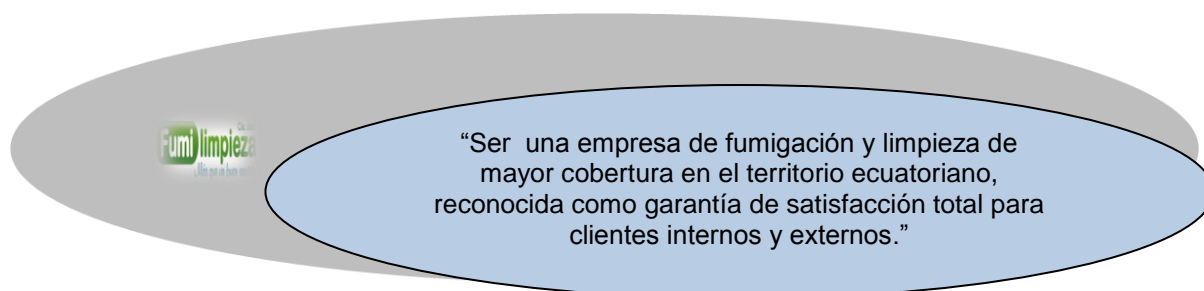 Fumi limpieza
“Ser una empresa de fumigación y limpieza de
mayor cobertura en el territorio ecuatoriano,
reconocida como garantía de satisfacción total para
clientes internos y externos.”